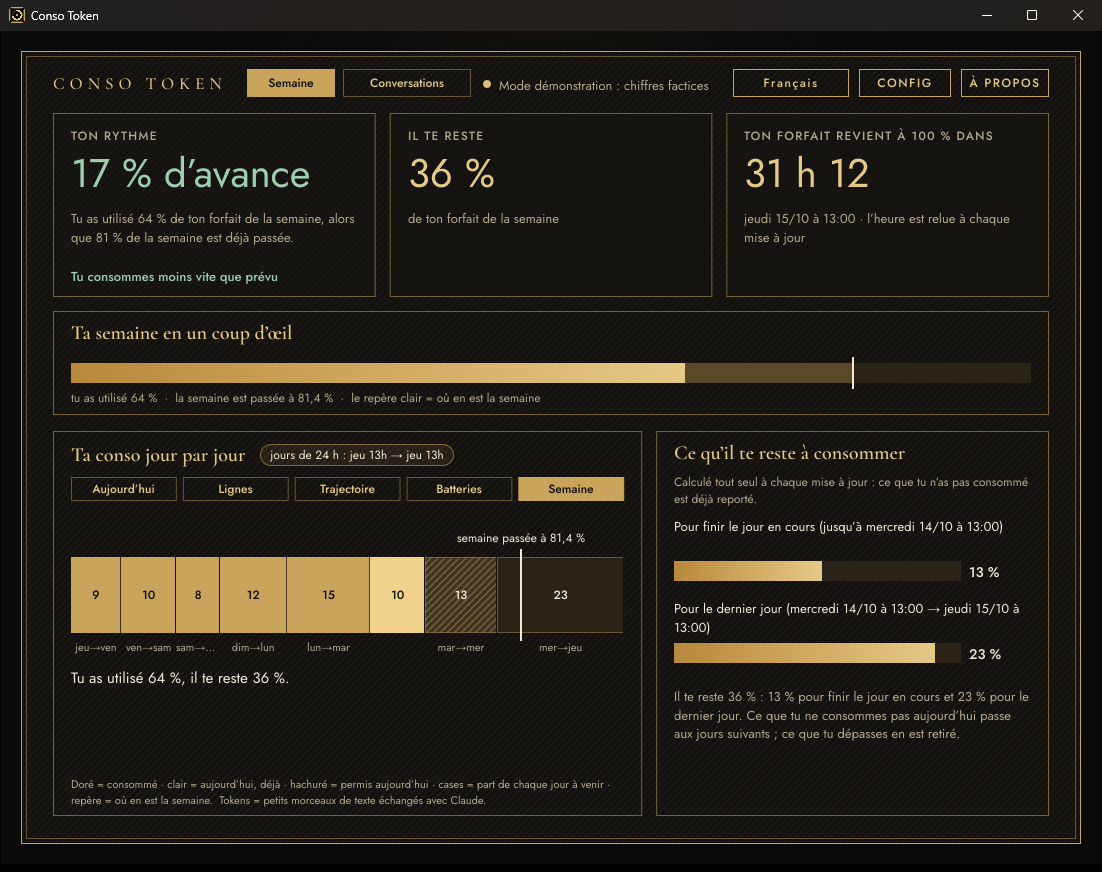 Conso Token
CONSO TOKEN
Semaine
Conversations
Mode démonstration : chiffres factices
Français
CONFIG
À PROPOS
TON RYTHME
17 % d’avance
Tu as utilisé 64 % de ton forfait de la semaine, alors
que 81 % de la semaine est déjà passée.
Tu consommes moins vite que prévu
IL TE RESTE
36 %
de ton forfait de la semaine
TON FORFAIT REVIENT À 100 % DANS
31 h 12
jeudi 15/10 à 13:00 · l’heure est relue à chaque
mise à jour
Ta semaine en un coup d’œil
tu as utilisé 64 % · la semaine est passée à 81,4 % · le repère clair = où en est la semaine
Ta conso jour par jour
jours de 24 h : jeu 13h → jeu 13h
Aujourd’hui
Lignes
Trajectoire
Batteries
Semaine
semaine passée à 81,4 %
9
10
8
12
15
10
13
23
jeu→ven
ven→sam
sam→…
dim→lun
lun→mar
mar→mer
mer→jeu
Tu as utilisé 64 %, il te reste 36 %.
Doré = consommé · clair = aujourd’hui, déjà · hachuré = permis aujourd’hui · cases = part de chaque jour à venir ·
repère = où en est la semaine. Tokens = petits morceaux de texte échangés avec Claude.
Ce qu’il te reste à consommer
Calculé tout seul à chaque mise à jour : ce que tu n’as pas consommé
est déjà reporté.
Pour finir le jour en cours (jusqu’à mercredi 14/10 à 13:00)
13 %
Pour le dernier jour (mercredi 14/10 à 13:00 → jeudi 15/10 à
13:00)
23 %
Il te reste 36 % : 13 % pour finir le jour en cours et 23 % pour le
dernier jour. Ce que tu ne consommes pas aujourd’hui passe
aux jours suivants ; ce que tu dépasses en est retiré.